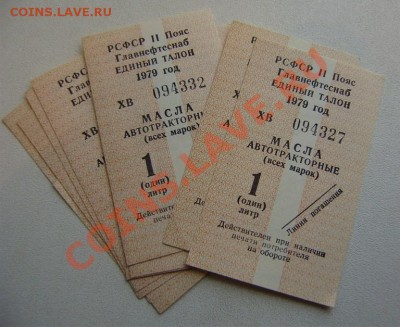 COINS.LAVE.RU
РСФСР II Пояс
Главнефтеснаб
ЕДИНЫЙ ТАЛОН
1979 год
ХВ 094332
МАСЛА
АВТОТРАКТОРНЫЕ
(всех марок)
1
(один)
литр
Действителен
печати
РСФСР II Пояс
Главнефтеснаб
ЕДИНЫЙ ТАЛОН
1979 год
ХВ 094327
МАСЛА
АВТОТРАКТОРНЫЕ
(всех марок)
1
(один)
литр
Линия погашения
Действителен при наличии
печати потребителя
на обороте
COINS.LAVE.RU